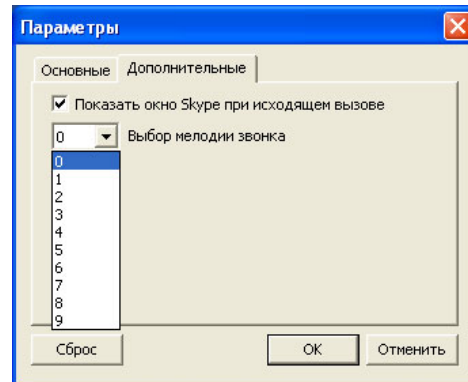 Параметры
Основные Дополнительные
Показать окно Skype при исходящем вызове
0 Выбор мелодии звонка
0
1
2
3
4
5
6
7
8
9
Сброс OK Отменить